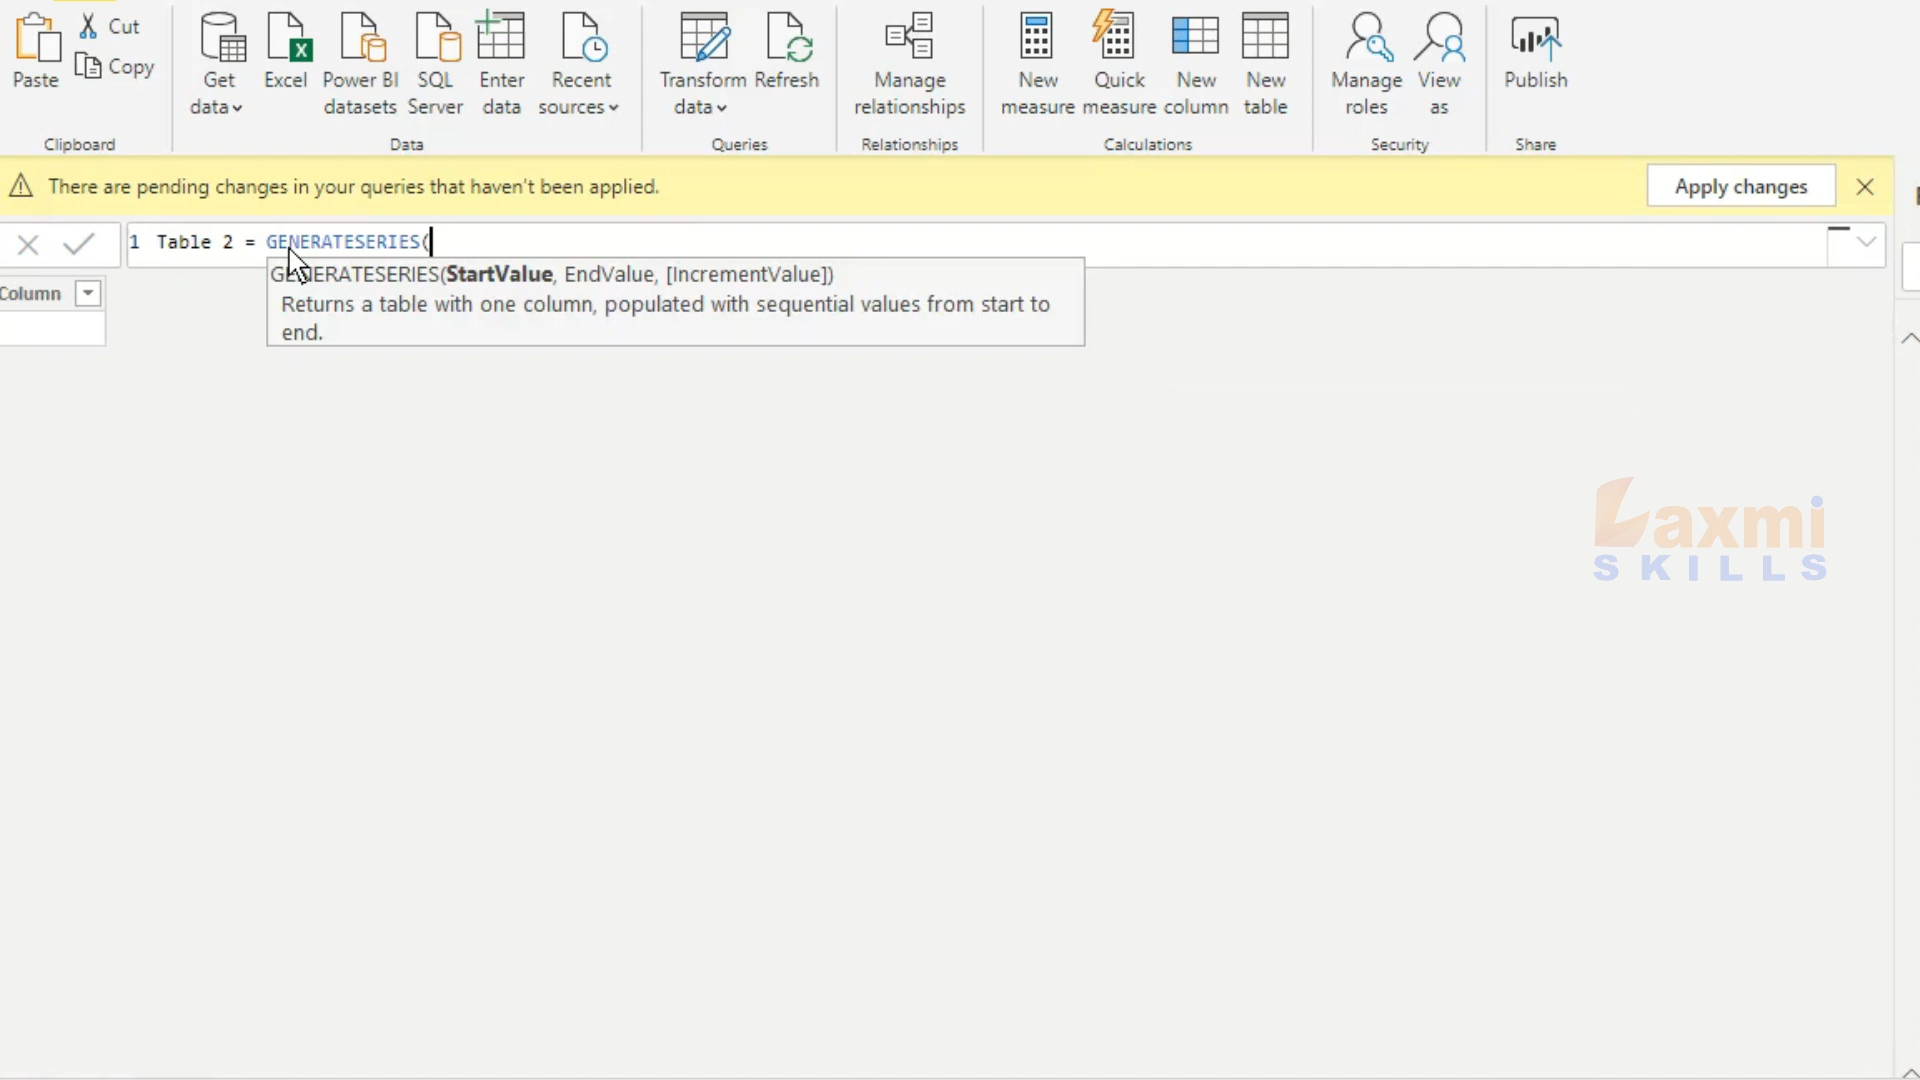 Cut
Copy
Paste
Get data
Excel
Power BI datasets
SQL Server
Enter data
Recent sources
Transform data
Refresh
Manage relationships
New measure
Quick measure
New column
New table
Manage roles
View as
Publish
Clipboard
Data
Queries
Relationships
Calculations
Security
Share
There are pending changes in your queries that haven't been applied.
Apply changes
1 Table 2 = GENERATESERIES(
GENERATESERIES(StartValue, EndValue, [IncrementValue])
Returns a table with one column, populated with sequential values from start to
end.
Column
Laxmi
SKILLS